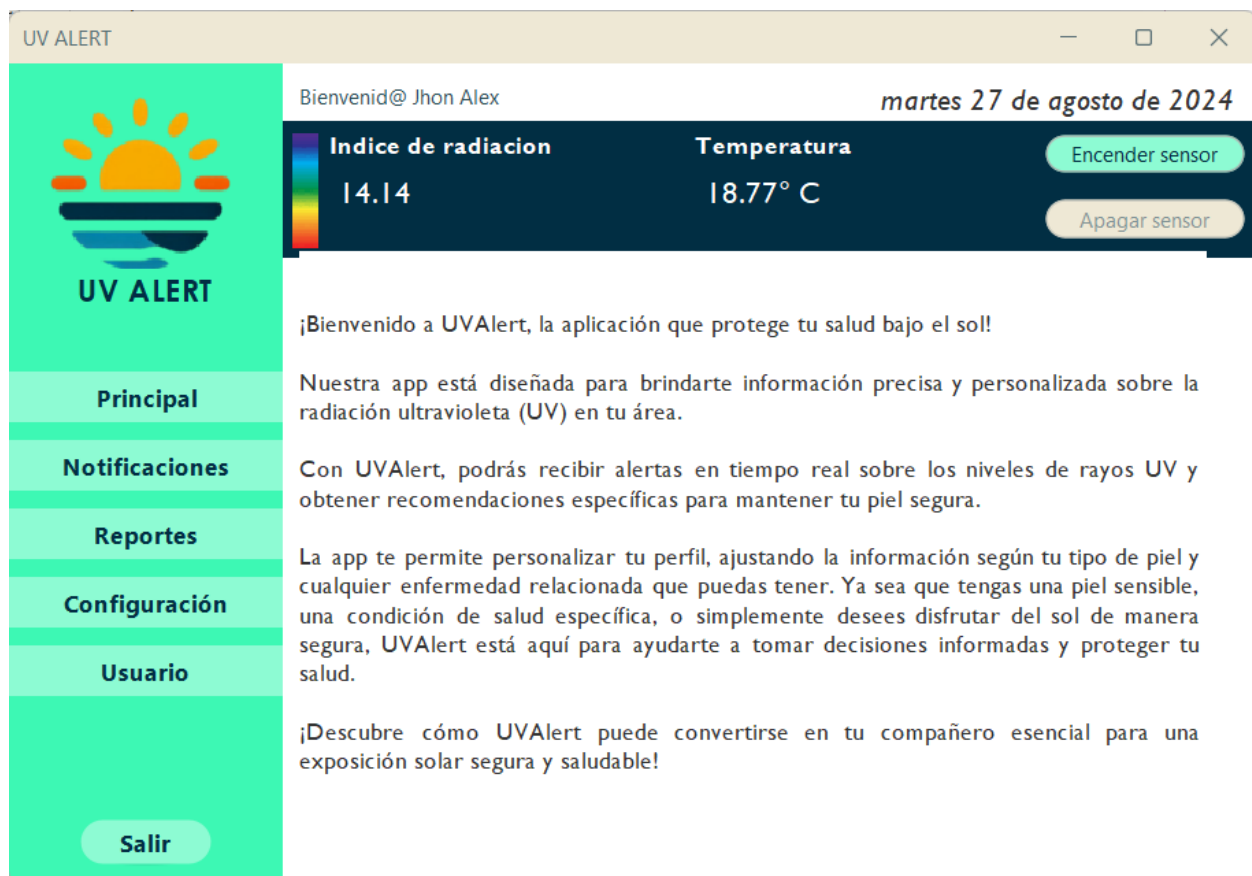 UV ALERT
Bienvenid@ Jhon Alex
martes 27 de agosto de 2024
Indice de radiacion
Temperatura
Encender sensor
14.14
18.77° C
Apagar sensor
UV ALERT
Principal
Notificaciones
Reportes
Configuración
Usuario
Salir
¡Bienvenido a UVAlert, la aplicación que protege tu salud bajo el sol!
Nuestra app está diseñada para brindarte información precisa y personalizada sobre la
radiación ultravioleta (UV) en tu área.
Con UVAlert, podrás recibir alertas en tiempo real sobre los niveles de rayos UV y
obtener recomendaciones específicas para mantener tu piel segura.
La app te permite personalizar tu perfil, ajustando la información según tu tipo de piel y
cualquier enfermedad relacionada que puedas tener. Ya sea que tengas una piel sensible,
una condición de salud específica, o simplemente desees disfrutar del sol de manera
segura, UVAlert está aquí para ayudarte a tomar decisiones informadas y proteger tu
salud.
¡Descubre cómo UVAlert puede convertirse en tu compañero esencial para una
exposición solar segura y saludable!